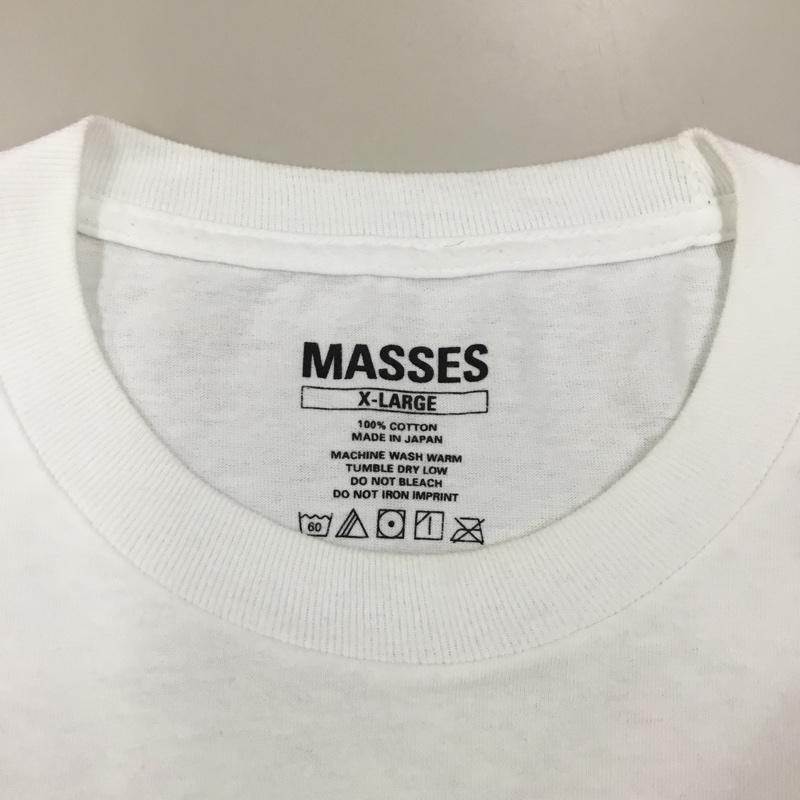 MASSES
X-LARGE
100% COTTON
MADE IN JAPAN
MACHINE WASH WARM
TUMBLE DRY LOW
DO NOT BLEACH
DO NOT IRON IMPRINT
60